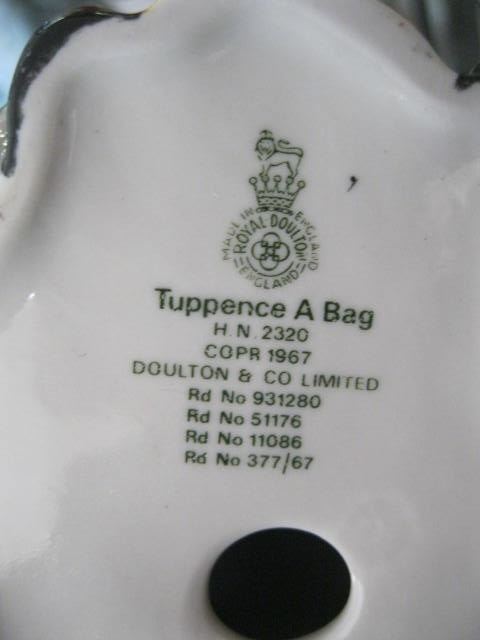 MADE IN ENGLAND
ROYAL DOULTON
ENGLAND
Tuppence A Bag
H.N. 2320
COPR 1967
DOULTON & CO LIMITED
Rd No 931280
Rd No 51176
Rd No 11086
Rd No 377/67